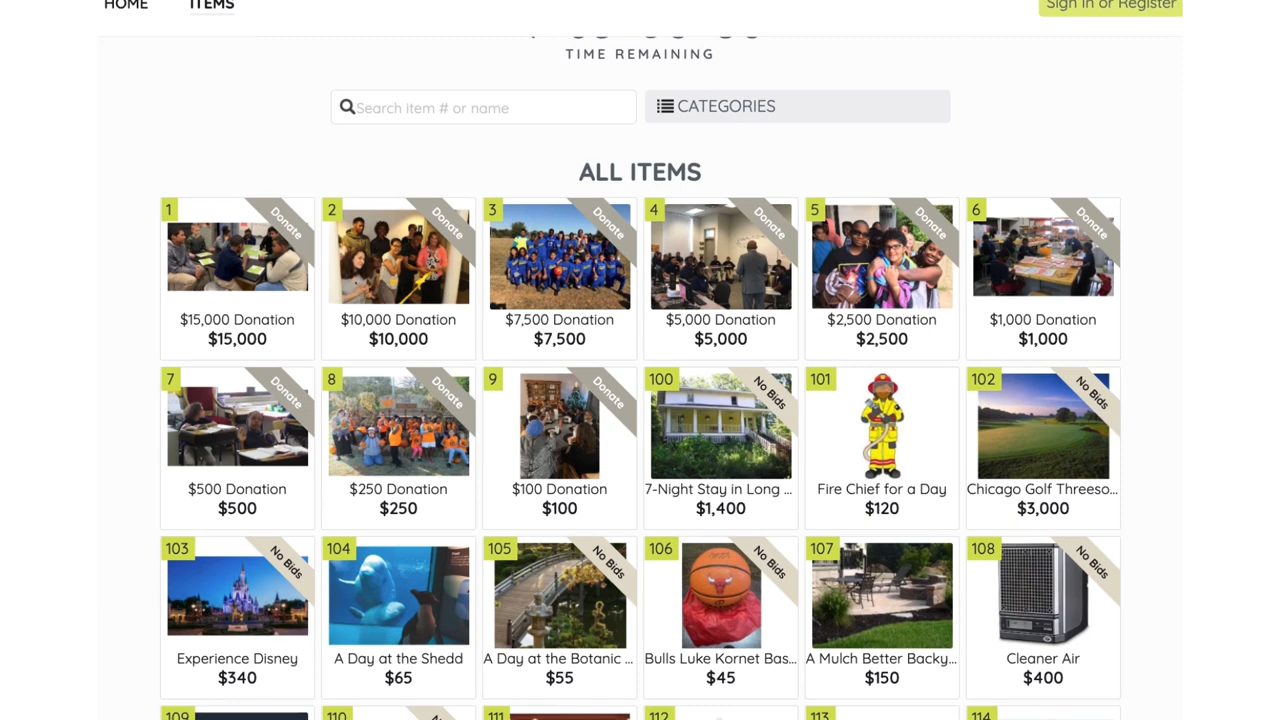 HOME
ITEMS
Sign In or Register
TIME REMAINING
Search item # or name
CATEGORIES
ALL ITEMS
1
Donate
$15,000 Donation
$15,000
2
Donate
$10,000 Donation
$10,000
3
Donate
$7,500 Donation
$7,500
4
Donate
$5,000 Donation
$5,000
5
Donate
$2,500 Donation
$2,500
6
Donate
$1,000 Donation
$1,000
7
Donate
$500 Donation
$500
8
Donate
$250 Donation
$250
9
Donate
$100 Donation
$100
100
No Bids
7-Night Stay in Long ...
$1,400
101
Fire Chief for a Day
$120
102
No Bids
Chicago Golf Threeso...
$3,000
103
No Bids
Experience Disney
$340
104
A Day at the Shedd
$65
105
No Bids
A Day at the Botanic ...
$55
106
No Bids
Bulls Luke Kornet Bas...
$45
107
A Mulch Better Backy...
$150
108
No Bids
Cleaner Air
$400
109
110
111
112
113
114